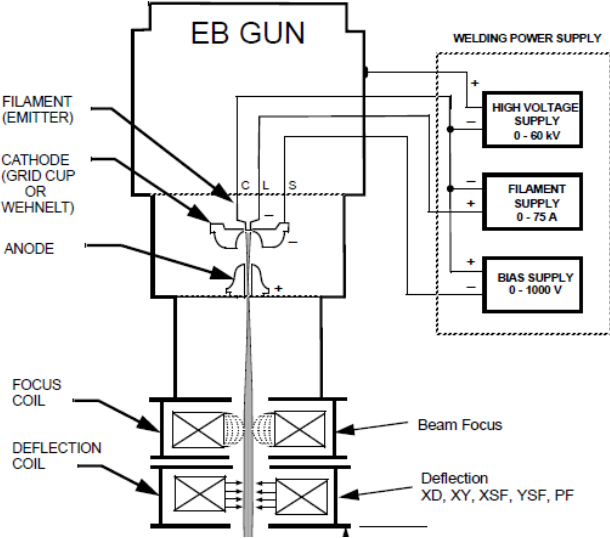 EB GUN
WELDING POWER SUPPLY
FILAMENT
(EMITTER)
CATHODE
(GRID CUP
OR
WEHNELT)
ANODE
C L S
–
–
+
+
HIGH VOLTAGE
SUPPLY
0 - 60 kV
–
–
FILAMENT
SUPPLY
0 - 75 A
+
+
BIAS SUPPLY
0 - 1000 V
–
FOCUS
COIL
Beam Focus
DEFLECTION
COIL
Deflection
XD, XY, XSF, YSF, PF